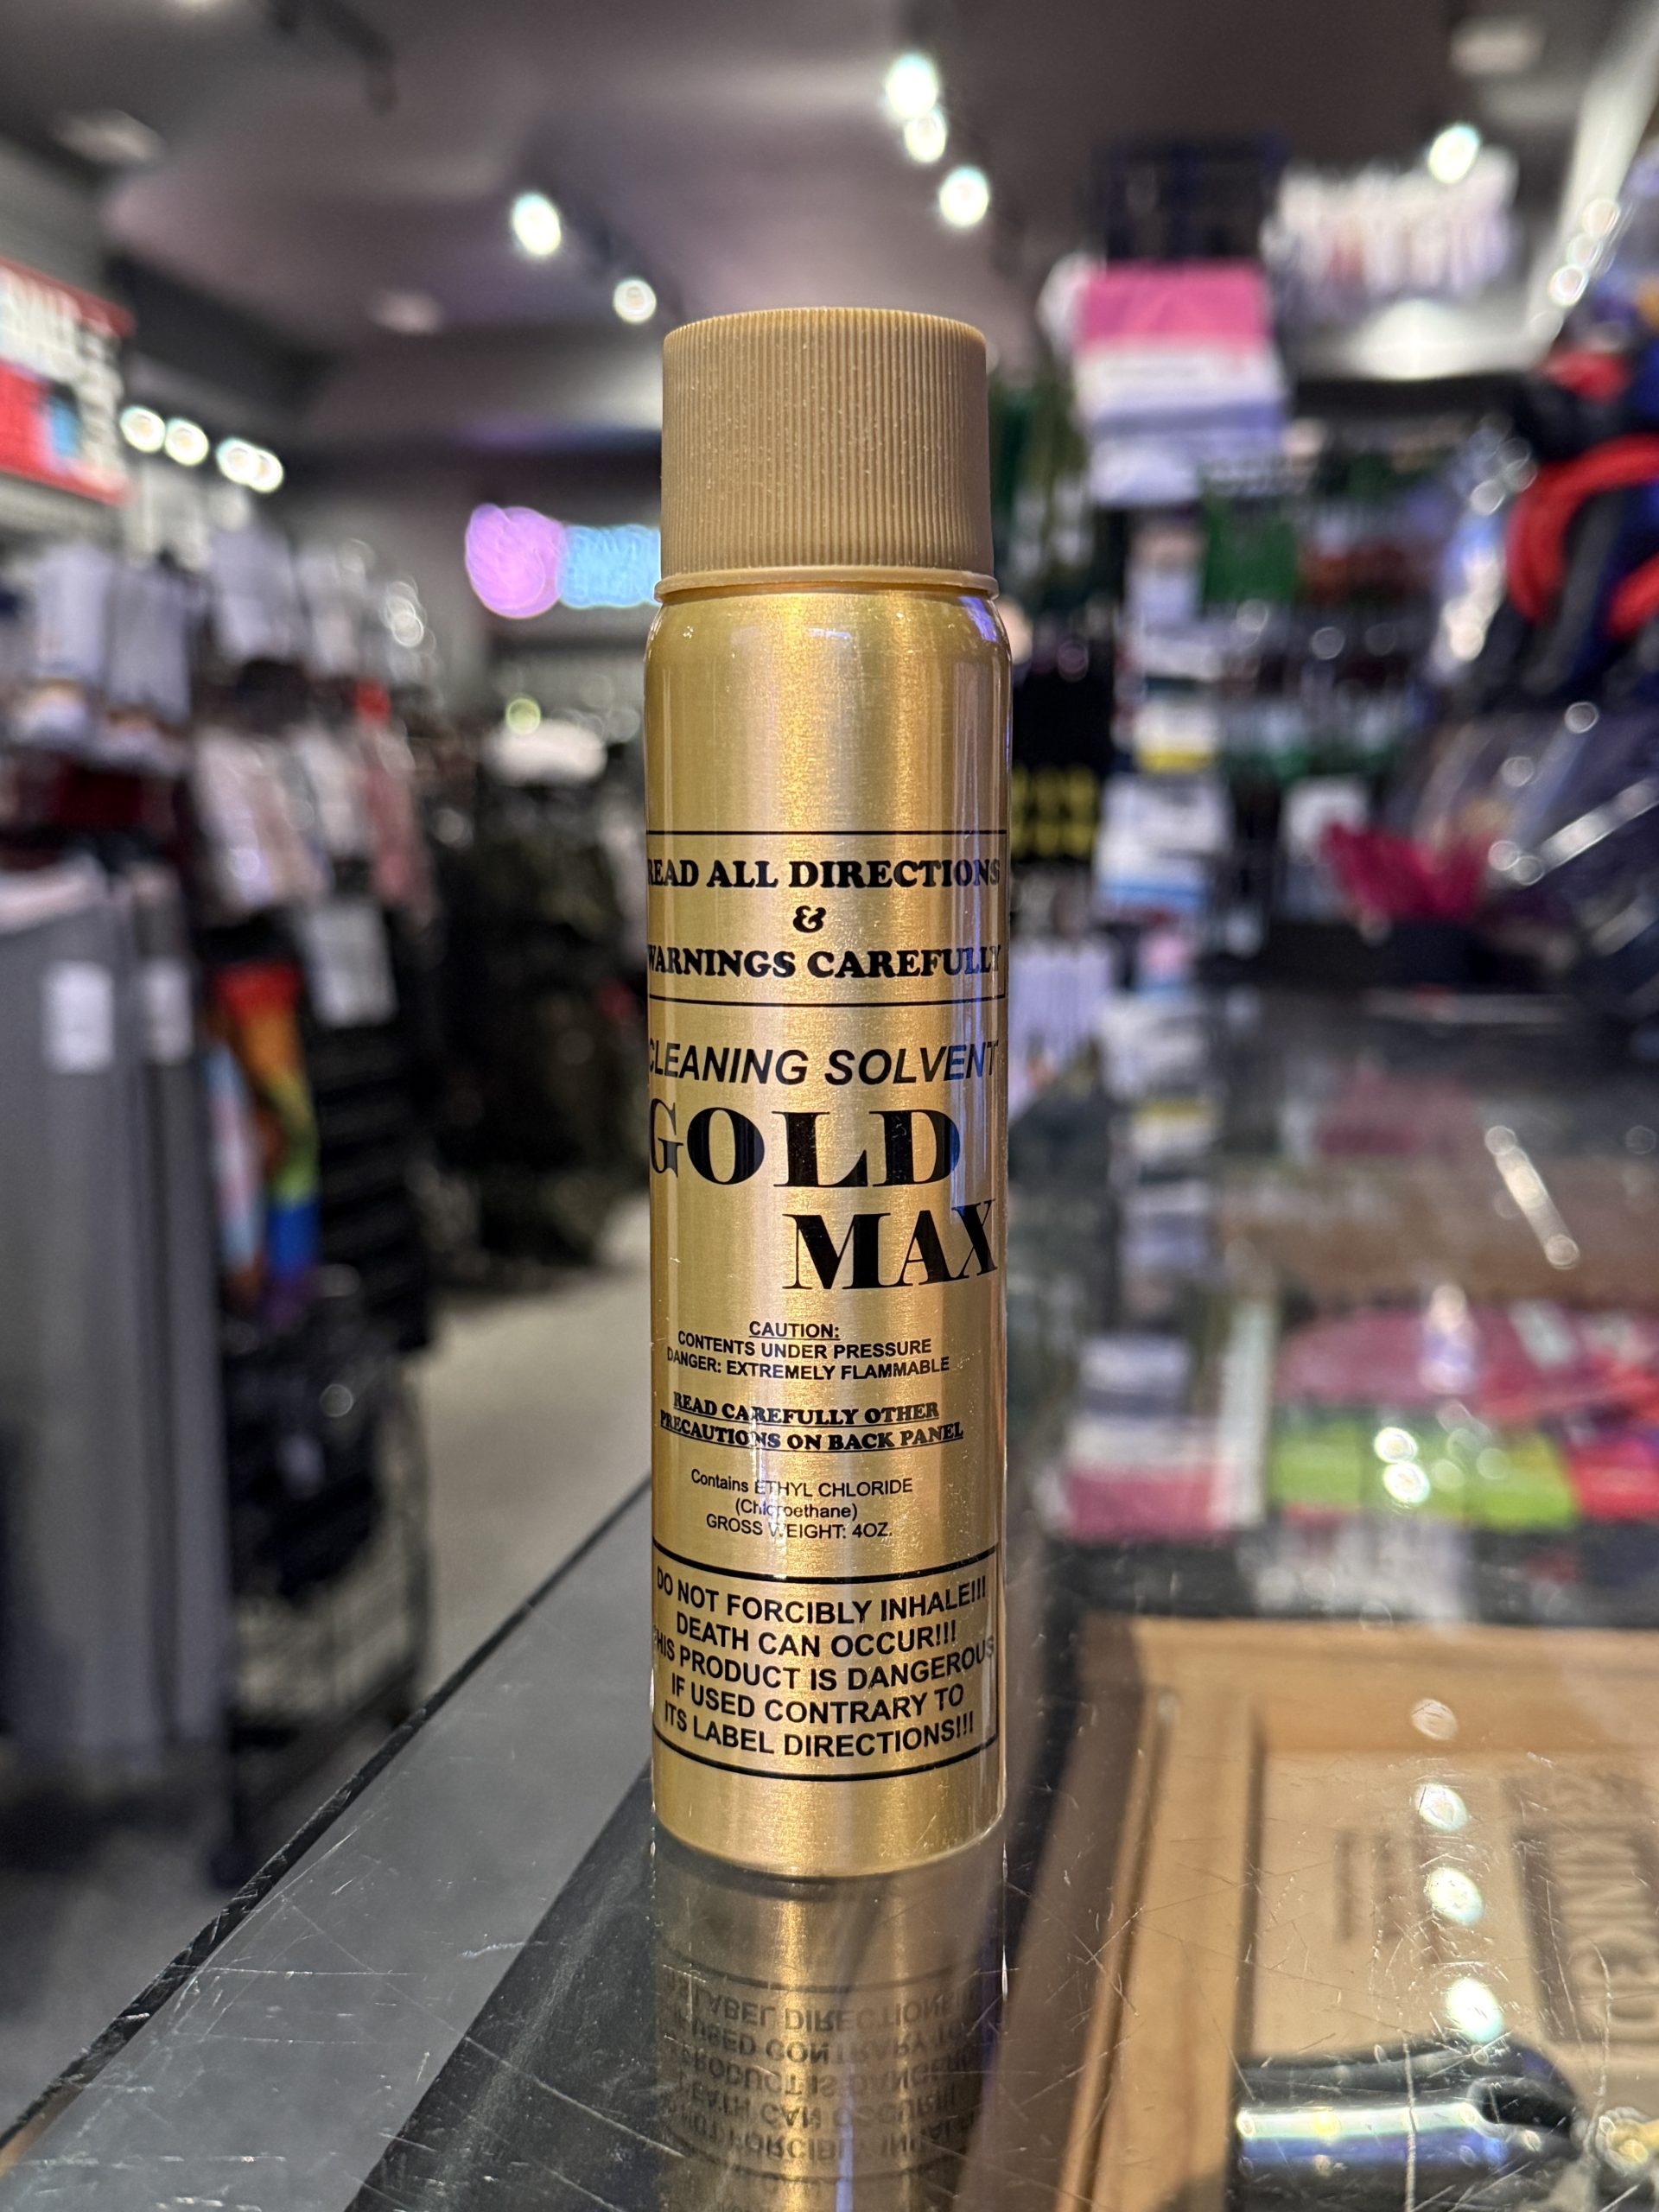 READ ALL DIRECTIONS
&
WARNINGS CAREFULLY
CLEANING SOLVENT
GOLD
MAX
CAUTION:
CONTENTS UNDER PRESSURE
DANGER: EXTREMELY FLAMMABLE
READ CAREFULLY OTHER
PRECAUTIONS ON BACK PANEL
Contains ETHYL CHLORIDE
(Chloroethane)
GROSS WEIGHT: 4OZ.
DO NOT FORCIBLY INHALE!!!
DEATH CAN OCCUR!!!
THIS PRODUCT IS DANGEROUS
IF USED CONTRARY TO
ITS LABEL DIRECTIONS!!!